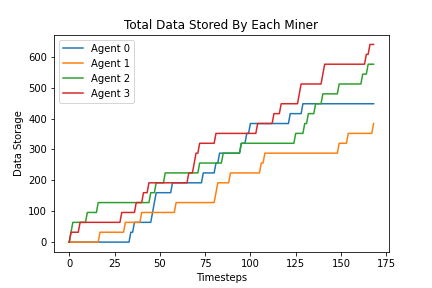 Total Data Stored By Each Miner
Agent 0
Agent 1
Agent 2
Agent 3
Data Storage
600
500
400
300
200
100
0
0
25
50
75
100
125
150
175
Timesteps